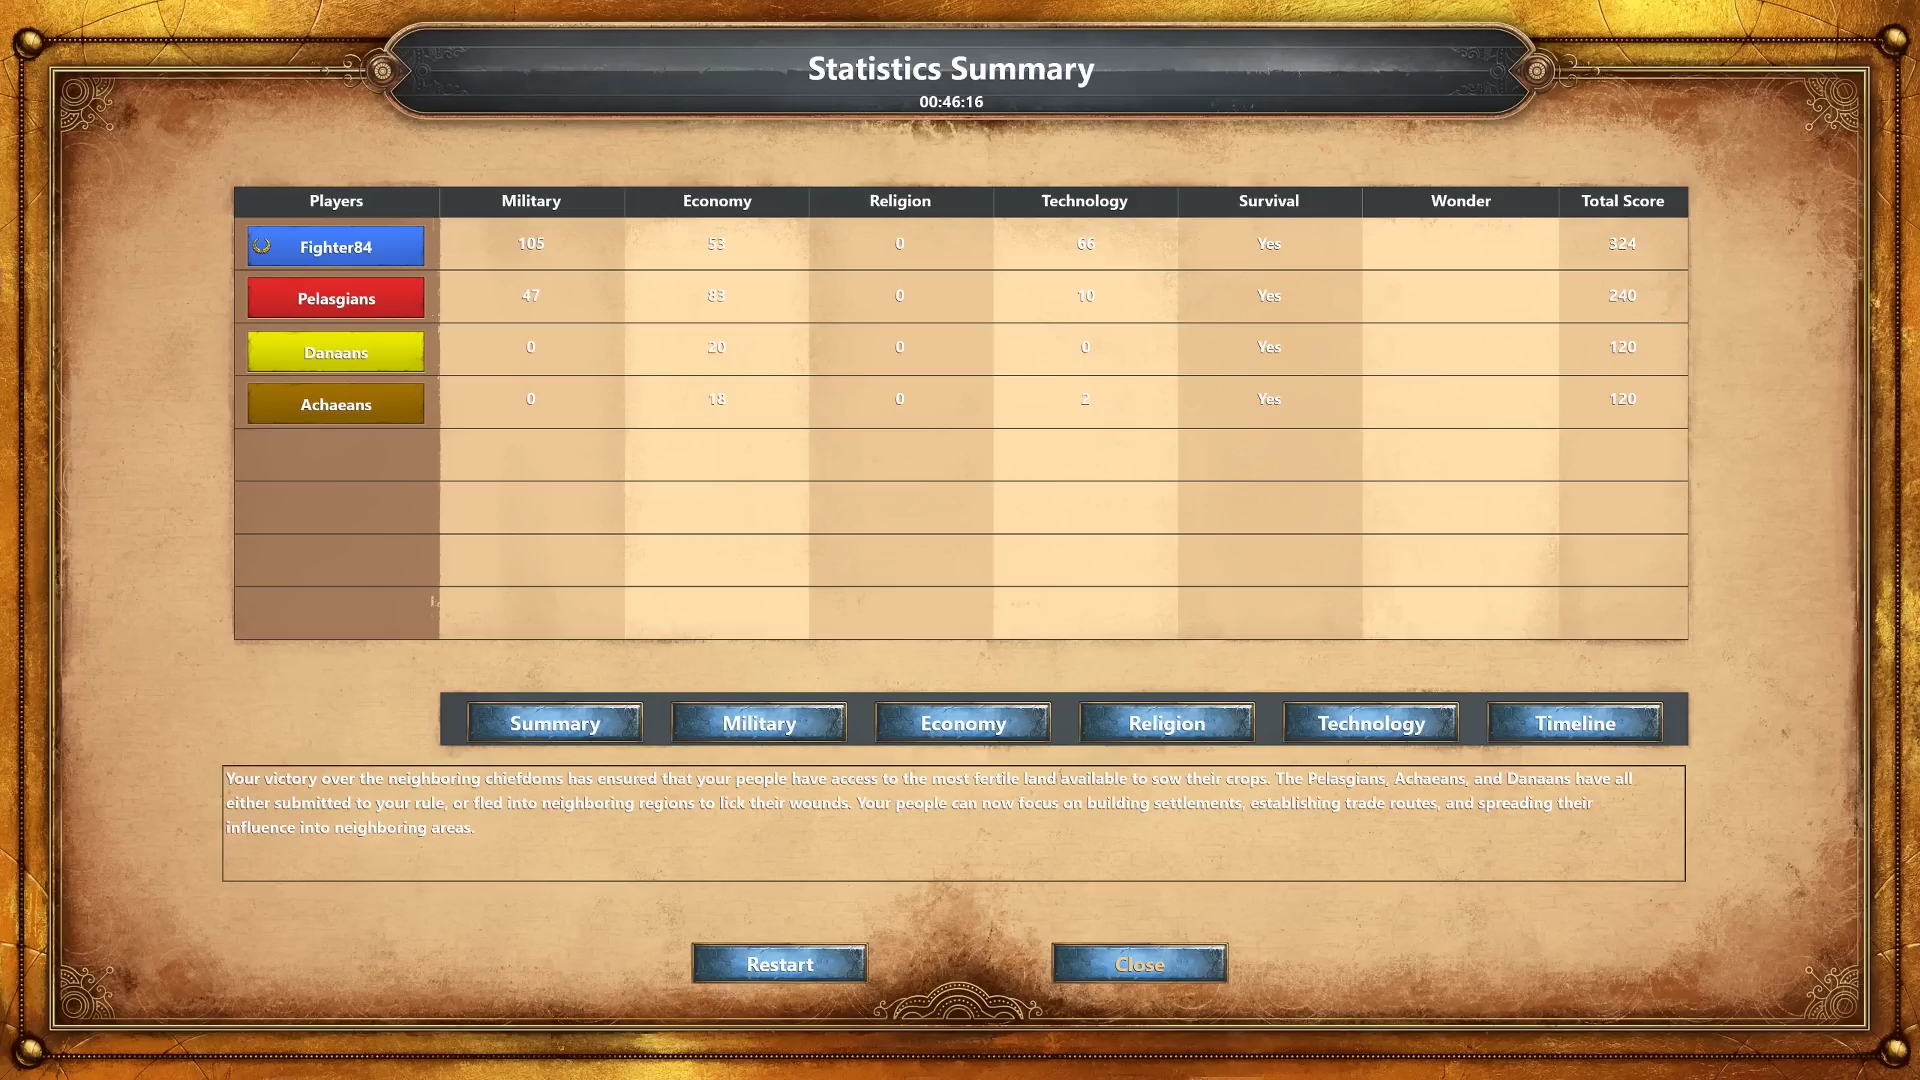 Statistics Summary
00:46:16
Players Military Economy Religion Technology Survival Wonder Total Score
Fighter84 105 53 0 66 Yes 324
Pelasgians 47 83 0 10 Yes 240
Danaans 0 20 0 0 Yes 120
Achaeans 0 18 0 2 Yes 120
Summary Military Economy Religion Technology Timeline
Your victory over the neighboring chiefdoms has ensured that your people have access to the most fertile land available to sow their crops. The Pelasgians, Achaeans, and Danaans have all
either submitted to your rule, or fled into neighboring regions to lick their wounds. Your people can now focus on building settlements, establishing trade routes, and spreading their
influence into neighboring areas.
Restart Close